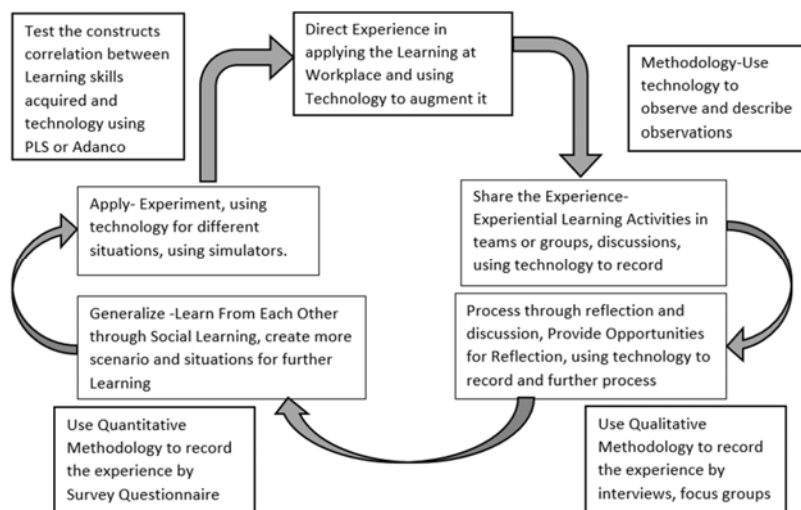 Test the constructs
correlation between
Learning skills
acquired and
technology using
PLS or Adanco
Direct Experience in
applying the Learning at
Workplace and using
Technology to augment it
Methodology-Use
technology to
observe and describe
observations
Apply- Experiment, using
technology for different
situations, using simulators.
Share the Experience-
Experiential Learning Activities in
teams or groups, discussions,
using technology to record
Generalize -Learn From Each Other
through Social Learning, create more
scenario and situations for further
Learning
Process through reflection and
discussion, Provide Opportunities
for Reflection, using technology to
record and further process
Use Quantitative
Methodology to record
the experience by
Survey Questionnaire
Use Qualitative
Methodology to record
the experience by
interviews, focus groups